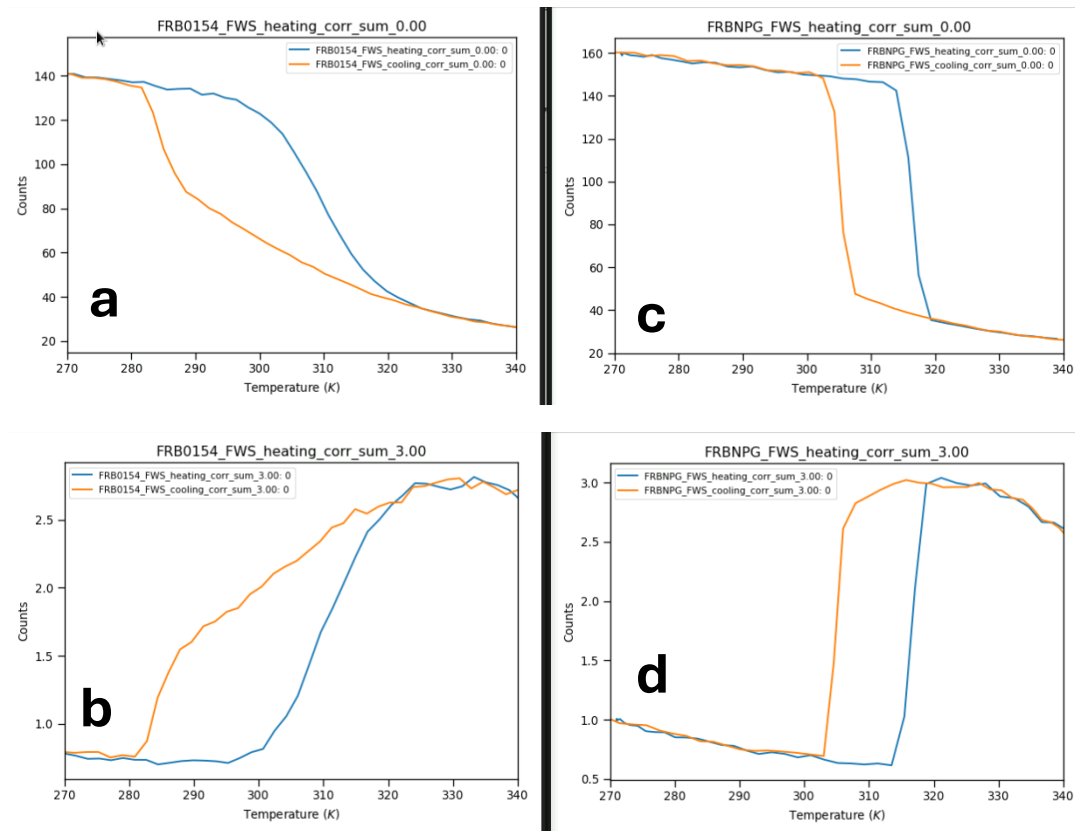 FRB0154_FWS_heating_corr_sum_0.00
FRB0154_FWS_heating_corr_sum_0.00: 0
FRB0154_FWS_cooling_corr_sum_0.00: 0
140
120
100
80
60
40
20
Counts
a
270 280 290 300 310 320 330 340
Temperature (K)
FRBNPG_FWS_heating_corr_sum_0.00
FRBNPG_FWS_heating_corr_sum_0.00: 0
FRBNPG_FWS_cooling_corr_sum_0.00: 0
160
140
120
100
80
60
40
20
Counts
c
270 280 290 300 310 320 330 340
Temperature (K)
FRB0154_FWS_heating_corr_sum_3.00
FRB0154_FWS_heating_corr_sum_3.00: 0
FRB0154_FWS_cooling_corr_sum_3.00: 0
2.5
2.0
1.5
1.0
Counts
b
270 280 290 300 310 320 330 340
Temperature (K)
FRBNPG_FWS_heating_corr_sum_3.00
FRBNPG_FWS_heating_corr_sum_3.00: 0
FRBNPG_FWS_cooling_corr_sum_3.00: 0
3.0
2.5
2.0
1.5
1.0
0.5
Counts
d
270 280 290 300 310 320 330 340
Temperature (K)